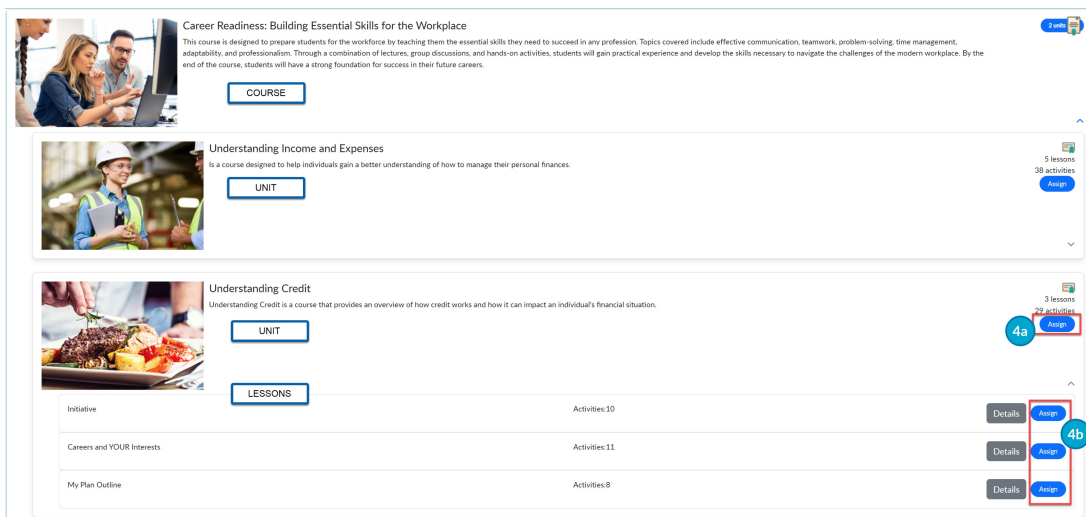 Career Readiness: Building Essential Skills for the Workplace
2 units
This course is designed to prepare students for the workforce by teaching them the essential skills they need to succeed in any profession. Topics covered include effective communication, teamwork, problem-solving, time management,
adaptability, and professionalism. Through a combination of lectures, group discussions, and hands-on activities, students will gain practical experience and develop the skills necessary to navigate the challenges of the modern workplace. By the
end of the course, students will have a strong foundation for success in their future careers.
COURSE
Understanding Income and Expenses
Is a course designed to help individuals gain a better understanding of how to manage their personal finances.
5 lessons
38 activities
Assign
UNIT
Understanding Credit
Understanding Credit is a course that provides an overview of how credit works and how it can impact an individual's financial situation.
3 lessons
29 activities
Assign
4a
UNIT
LESSONS
Initiative Activities:10 Details Assign
4b
Careers and YOUR Interests Activities:11 Details Assign
My Plan Outline Activities:8 Details Assign